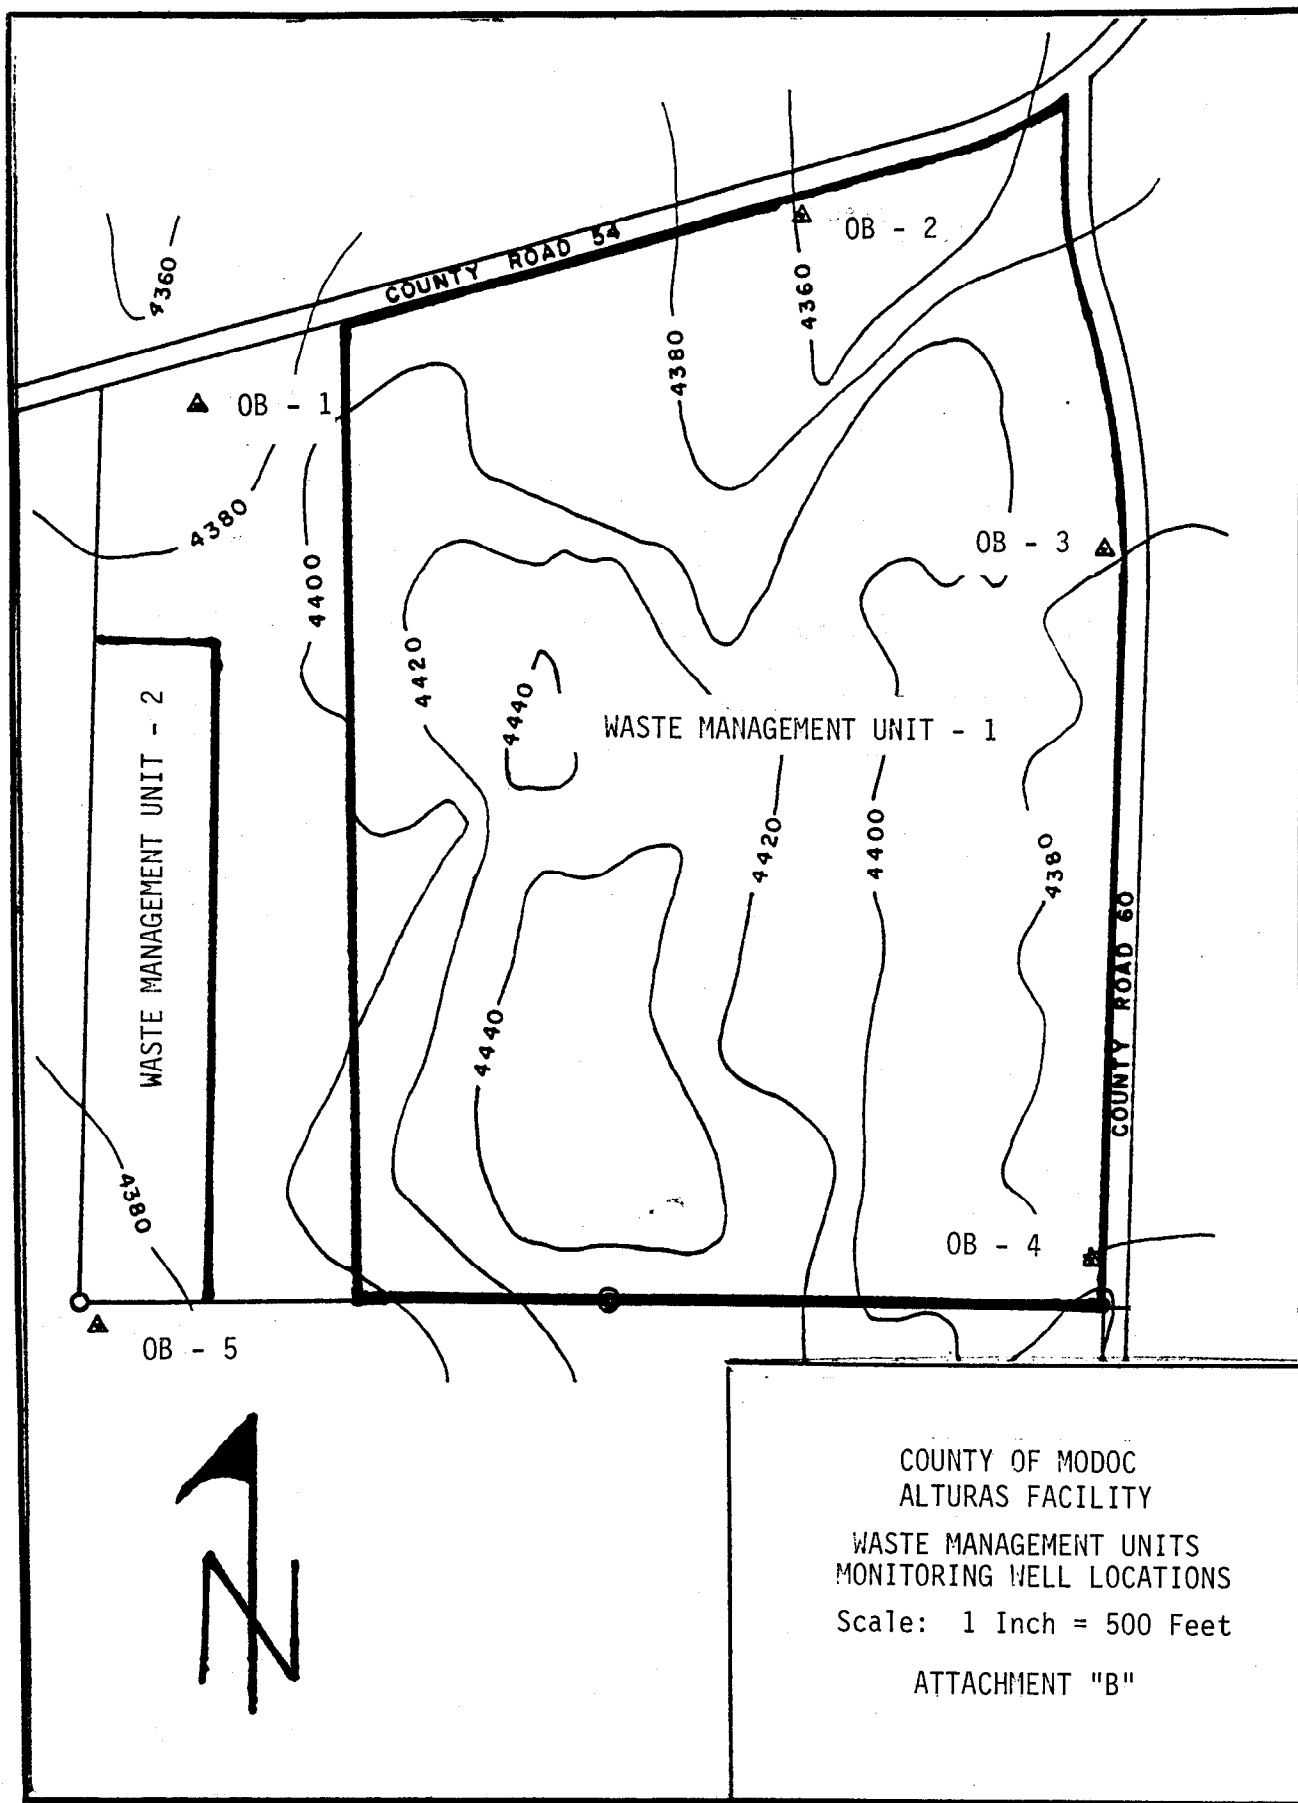 OB - 2
4360
COUNTY ROAD 54
4360
4380
OB - 1
4380
OB - 3
4400
4420
4440
WASTE MANAGEMENT UNIT - 1
WASTE MANAGEMENT UNIT - 2
4420
4400
4380
COUNTY ROAD 60
4440
4380
OB - 4
OB - 5
N
COUNTY OF MODOC
ALTURAS FACILITY
WASTE MANAGEMENT UNITS
MONITORING WELL LOCATIONS
Scale: 1 Inch = 500 Feet
ATTACHMENT "B"